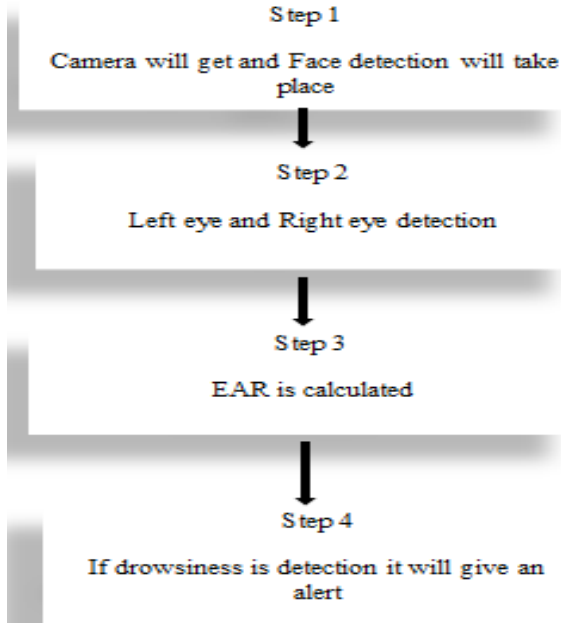 Step 1
Camera will get and Face detection will take
place
Step 2
Left eye and Right eye detection
Step 3
EAR is calculated
Step 4
If drowsiness is detection it will give an
alert